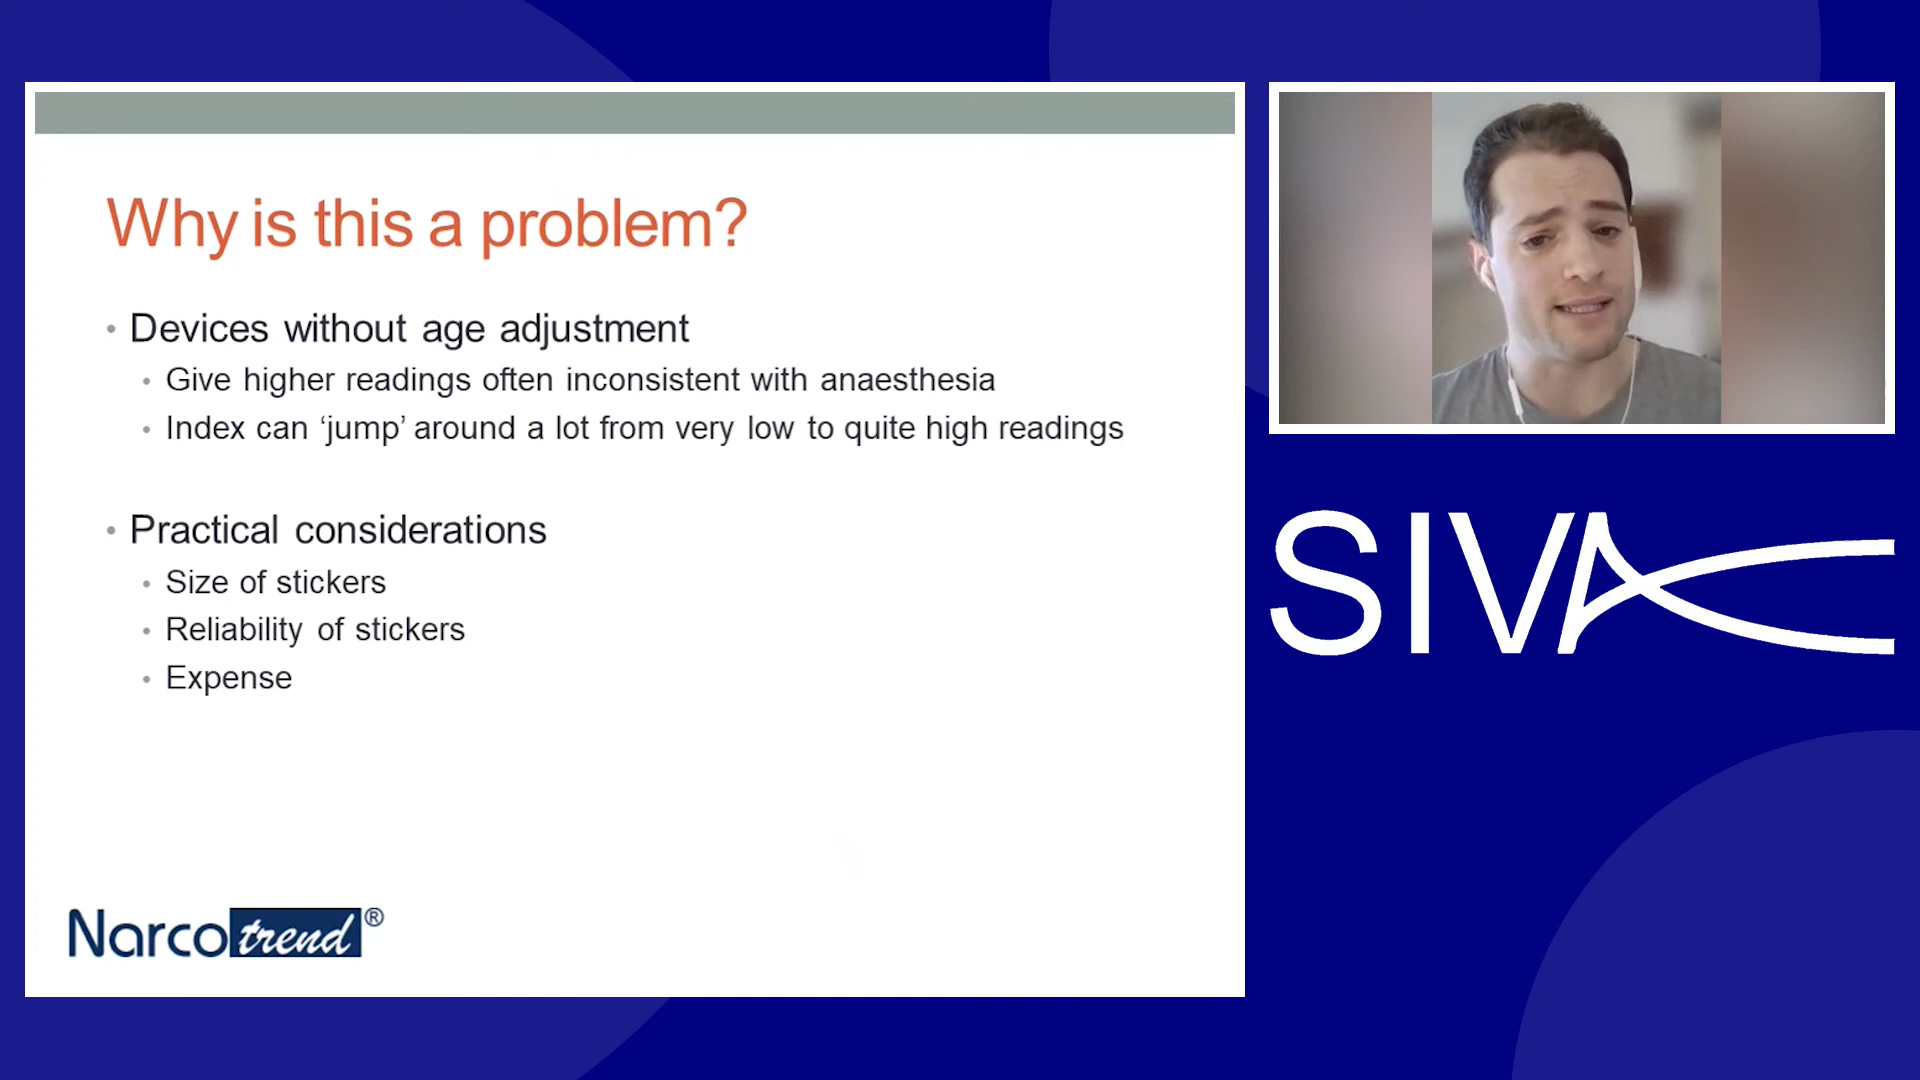 Why is this a problem?
• Devices without age adjustment
• Give higher readings often inconsistent with anaesthesia
• Index can ‘jump’ around a lot from very low to quite high readings
• Practical considerations
• Size of stickers
• Reliability of stickers
• Expense
Narcotrend®
SIVA